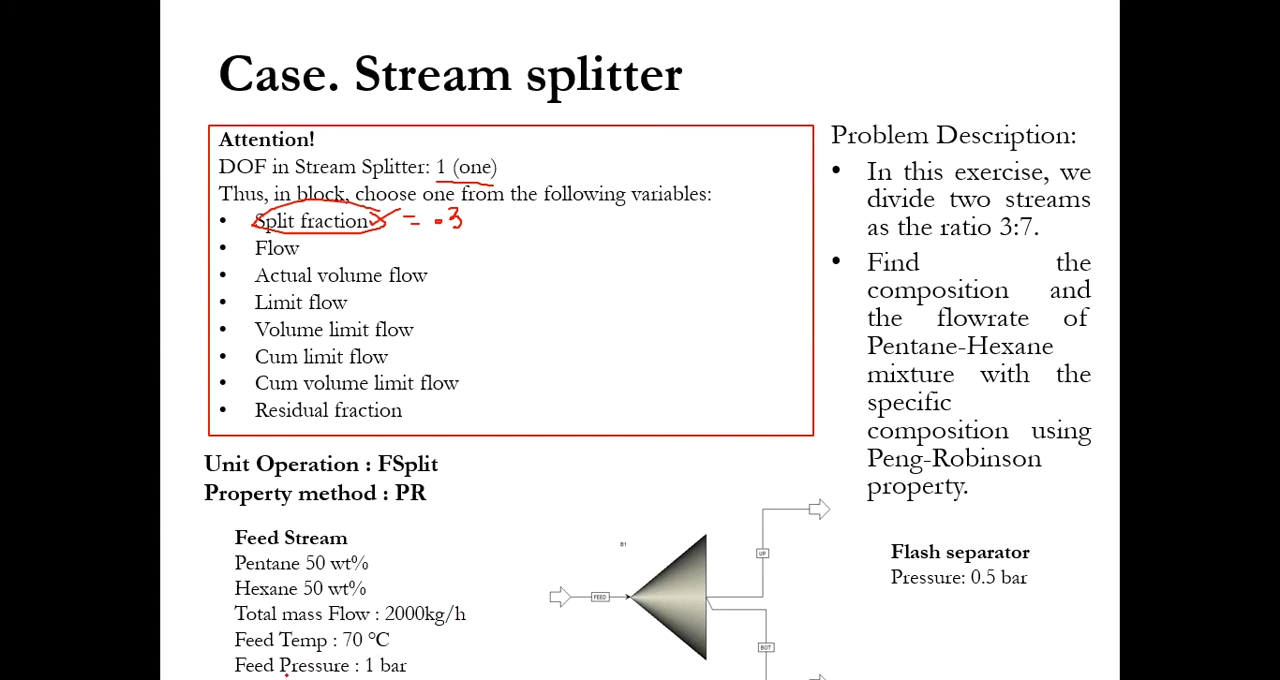 Case. Stream splitter
Attention!
DOF in Stream Splitter: 1 (one)
Thus, in block, choose one from the following variables:
• Split fraction = .3
• Flow
• Actual volume flow
• Limit flow
• Volume limit flow
• Cum limit flow
• Cum volume limit flow
• Residual fraction
Problem Description:
• In this exercise, we
divide two streams
as the ratio 3:7.
• Find the
composition and
the flowrate of
Pentane-Hexane
mixture with the
specific
composition using
Peng-Robinson
property.
Unit Operation : FSplit
Property method : PR
Feed Stream
Pentane 50 wt%
Hexane 50 wt%
Total mass Flow : 2000kg/h
Feed Temp : 70 °C
Feed Pressure : 1 bar
B1
UP
FEED
BOT
Flash separator
Pressure: 0.5 bar